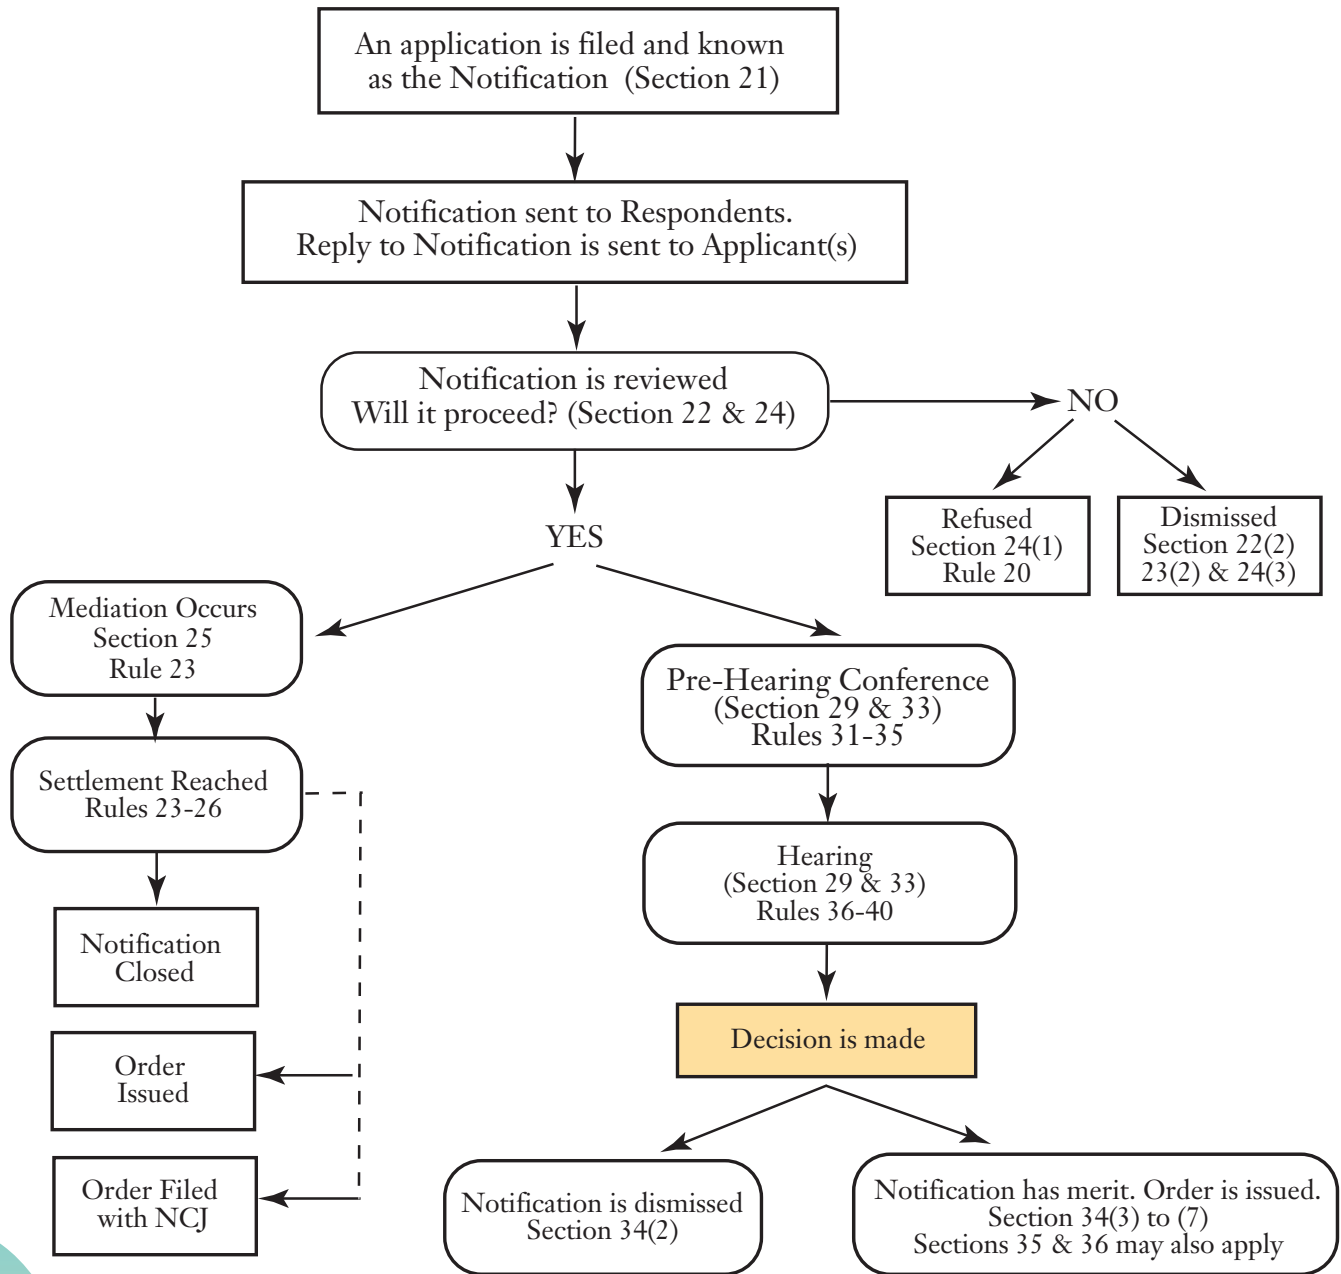 An application is filed and known
as the Notification (Section 21)
Notification sent to Respondents.
Reply to Notification is sent to Applicant(s)
Notification is reviewed
Will it proceed? (Section 22 & 24)
NO
Refused
Section 24(1)
Rule 20
Dismissed
Section 22(2)
23(2) & 24(3)
YES
Mediation Occurs
Section 25
Rule 23
Settlement Reached
Rules 23-26
Notification
Closed
Order
Issued
Order Filed
with NCJ
Pre-Hearing Conference
(Section 29 & 33)
Rules 31-35
Hearing
(Section 29 & 33)
Rules 36-40
Decision is made
Notification is dismissed
Section 34(2)
Notification has merit. Order is issued.
Section 34(3) to (7)
Sections 35 & 36 may also apply